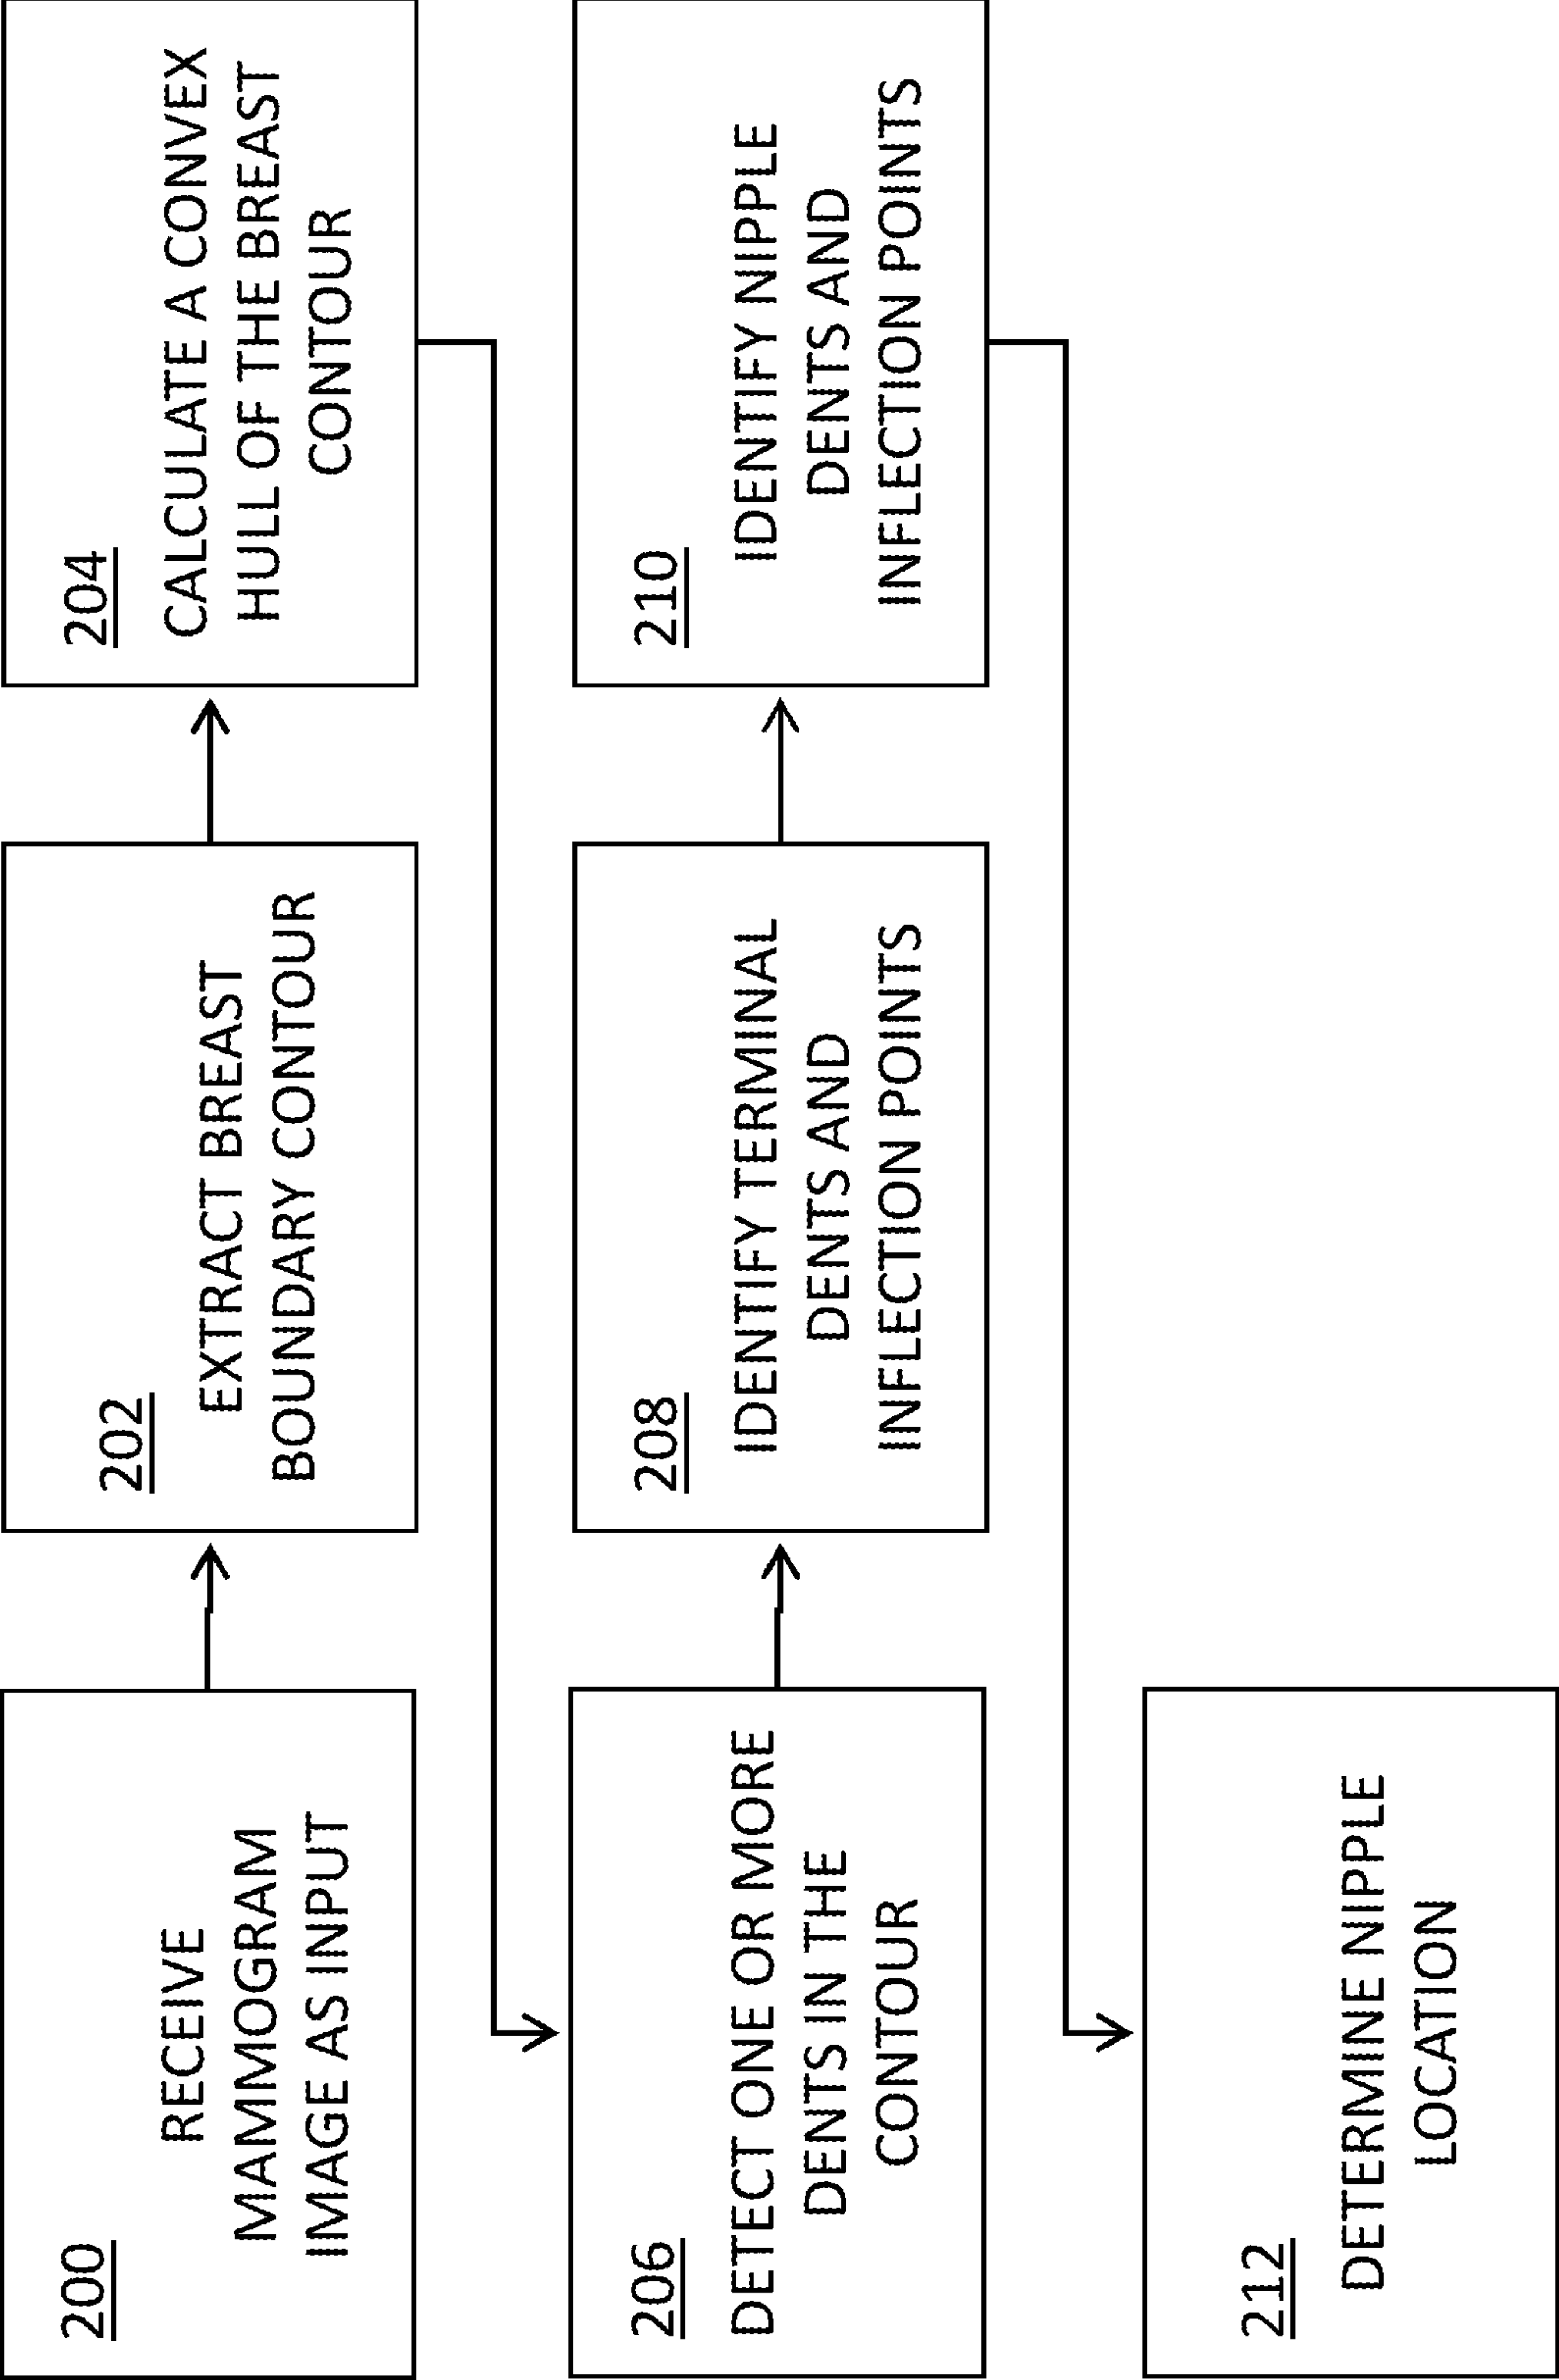 200
RECEIVE
MAMMOGRAM
IMAGE AS INPUT
202
EXTRACT BREAST
BOUNDARY CONTOUR
204
CALCULATE A CONVEX
HULL OF THE BREAST
CONTOUR
206
DETECT ONE OR MORE
DENTS IN THE
CONTOUR
208
IDENTIFY TERMINAL
DENTS AND
INFLECTION POINTS
210
IDENTIFY NIPPLE
DENTS AND
INFLECTION POINTS
212
DETERMINE NIPPLE
LOCATION